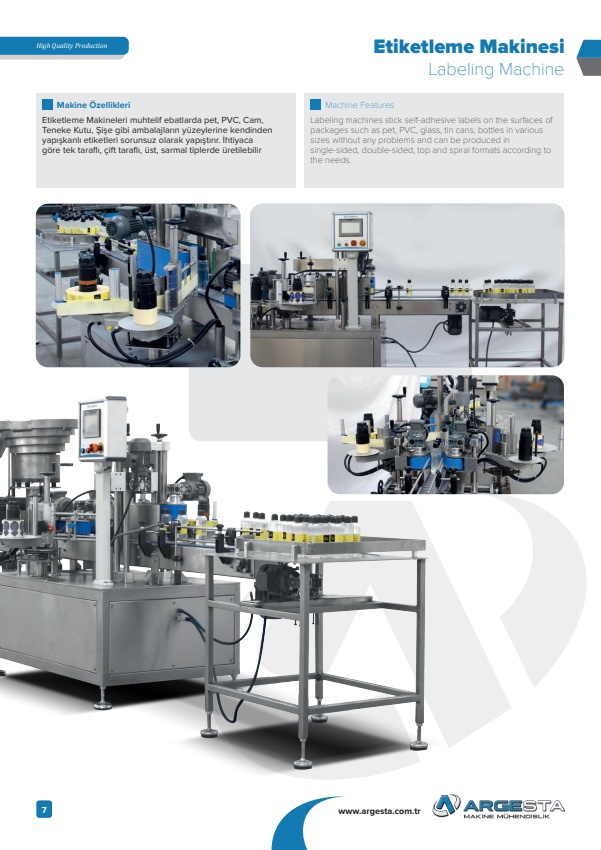 High Quality Production
Etiketleme Makinesi
Labeling Machine
Makine Özellikleri
Etiketleme Makineleri muhtelif ebatlarda pet, PVC, Cam,
Teneke Kutu, Şişe gibi ambalajların yüzeylerine kendinden
yapışkanlı etiketleri sorunsuz olarak yapıştırır. İhtiyaca
göre tek taraflı, çift taraflı, üst, sarmal tiplerde üretilebilir
Machine Features
Labeling machines stick self-adhesive labels on the surfaces of
packages such as pet, PVC, glass, tin cans, bottles in various
sizes without any problems and can be produced in
single-sided, double-sided, top and spiral formats according to
the needs.
7
www.argesta.com.tr
ARGESTA
MAKİNE MÜHENDİSLİK